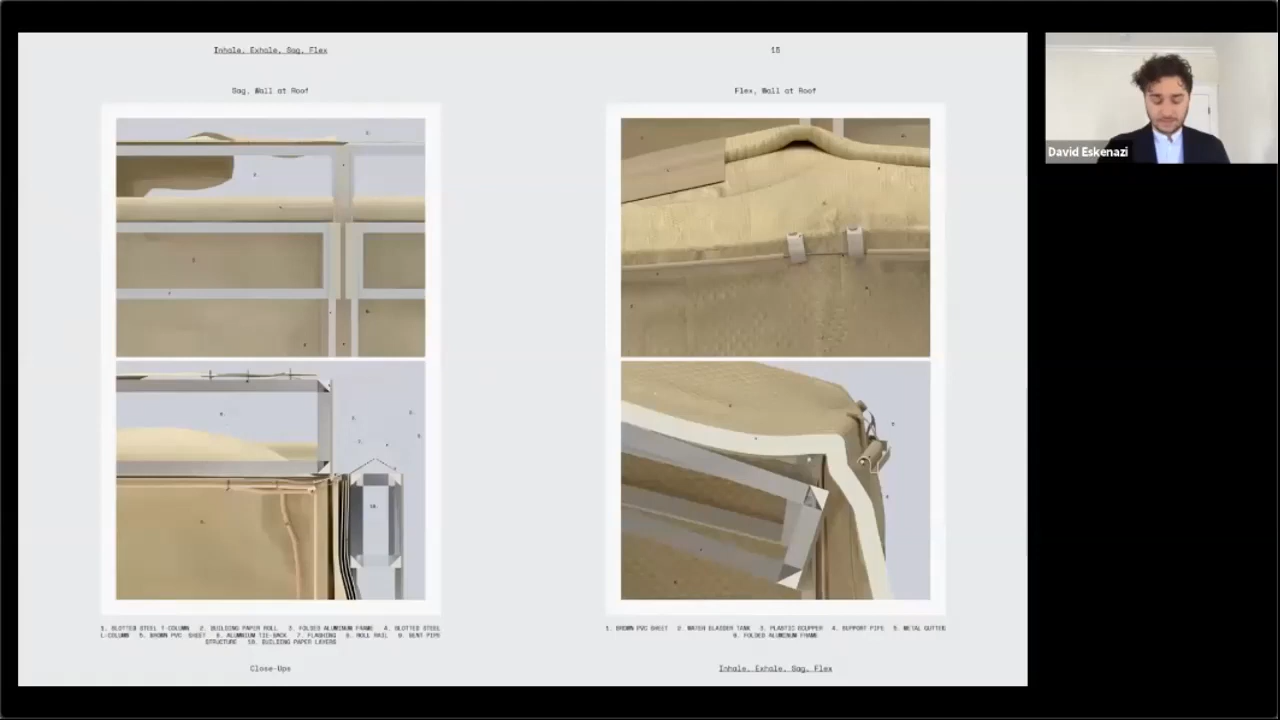 Inhale, Exhale, Sag, Flex
15
Sag, Wall at Roof
Flex, Wall at Roof
1. SLOTTED STEEL T-COLUMN 2. BUILDING PAPER ROLL 3. FOLDED ALUMINUM FRAME 4. SLOTTED STEEL
L-COLUMN 5. BROWN PVC SHEET 6. ALUMINIUM TIE-BACK 7. FLASHING 8. ROLL RAIL 9. BENT PIPE
STRUCTURE 10. BUILDING PAPER LAYERS
1. BROWN PVC SHEET 2. WATER BLADDER TANK 3. PLASTIC SCUPPER 4. SUPPORT PIPE 5. METAL GUTTER
6. FOLDED ALUMINUM FRAME
Close-Ups
Inhale, Exhale, Sag, Flex
David Eskenazi